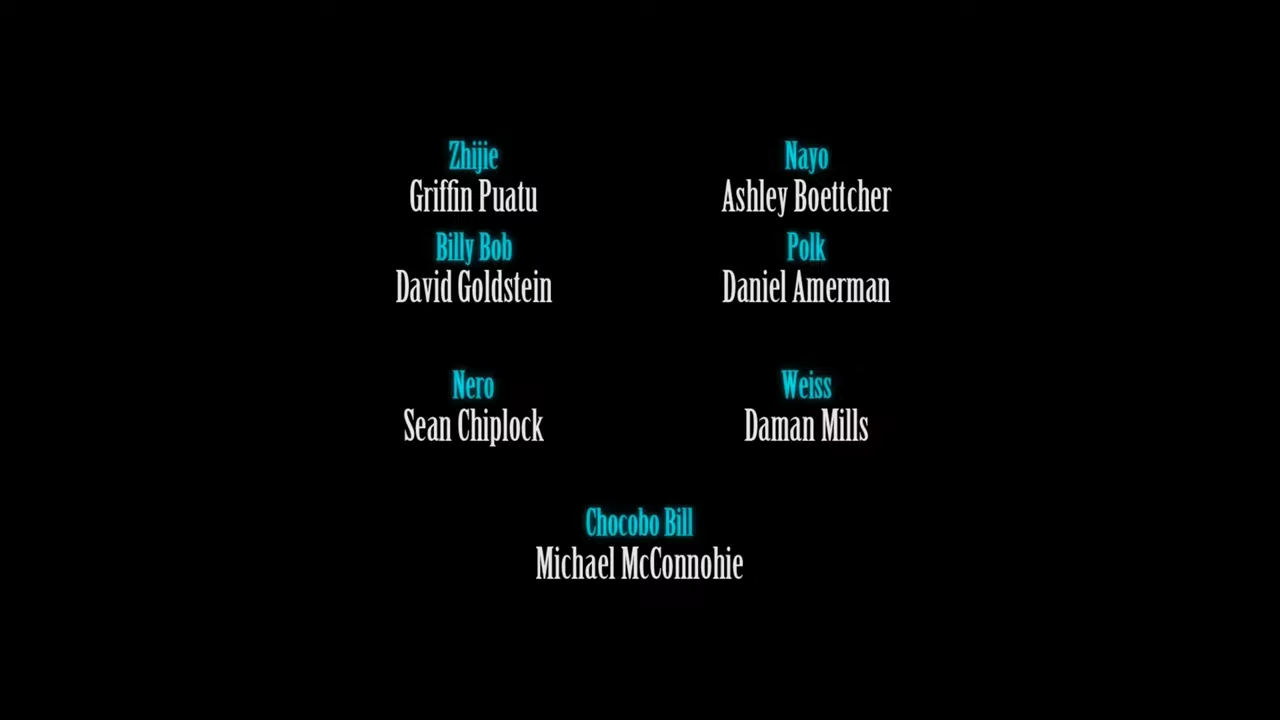 Zhijie
Griffin Puatu
Nayo
Ashley Boettcher
Billy Bob
David Goldstein
Polk
Daniel Amerman
Nero
Sean Chiplock
Weiss
Daman Mills
Chocobo Bill
Michael McConnohie